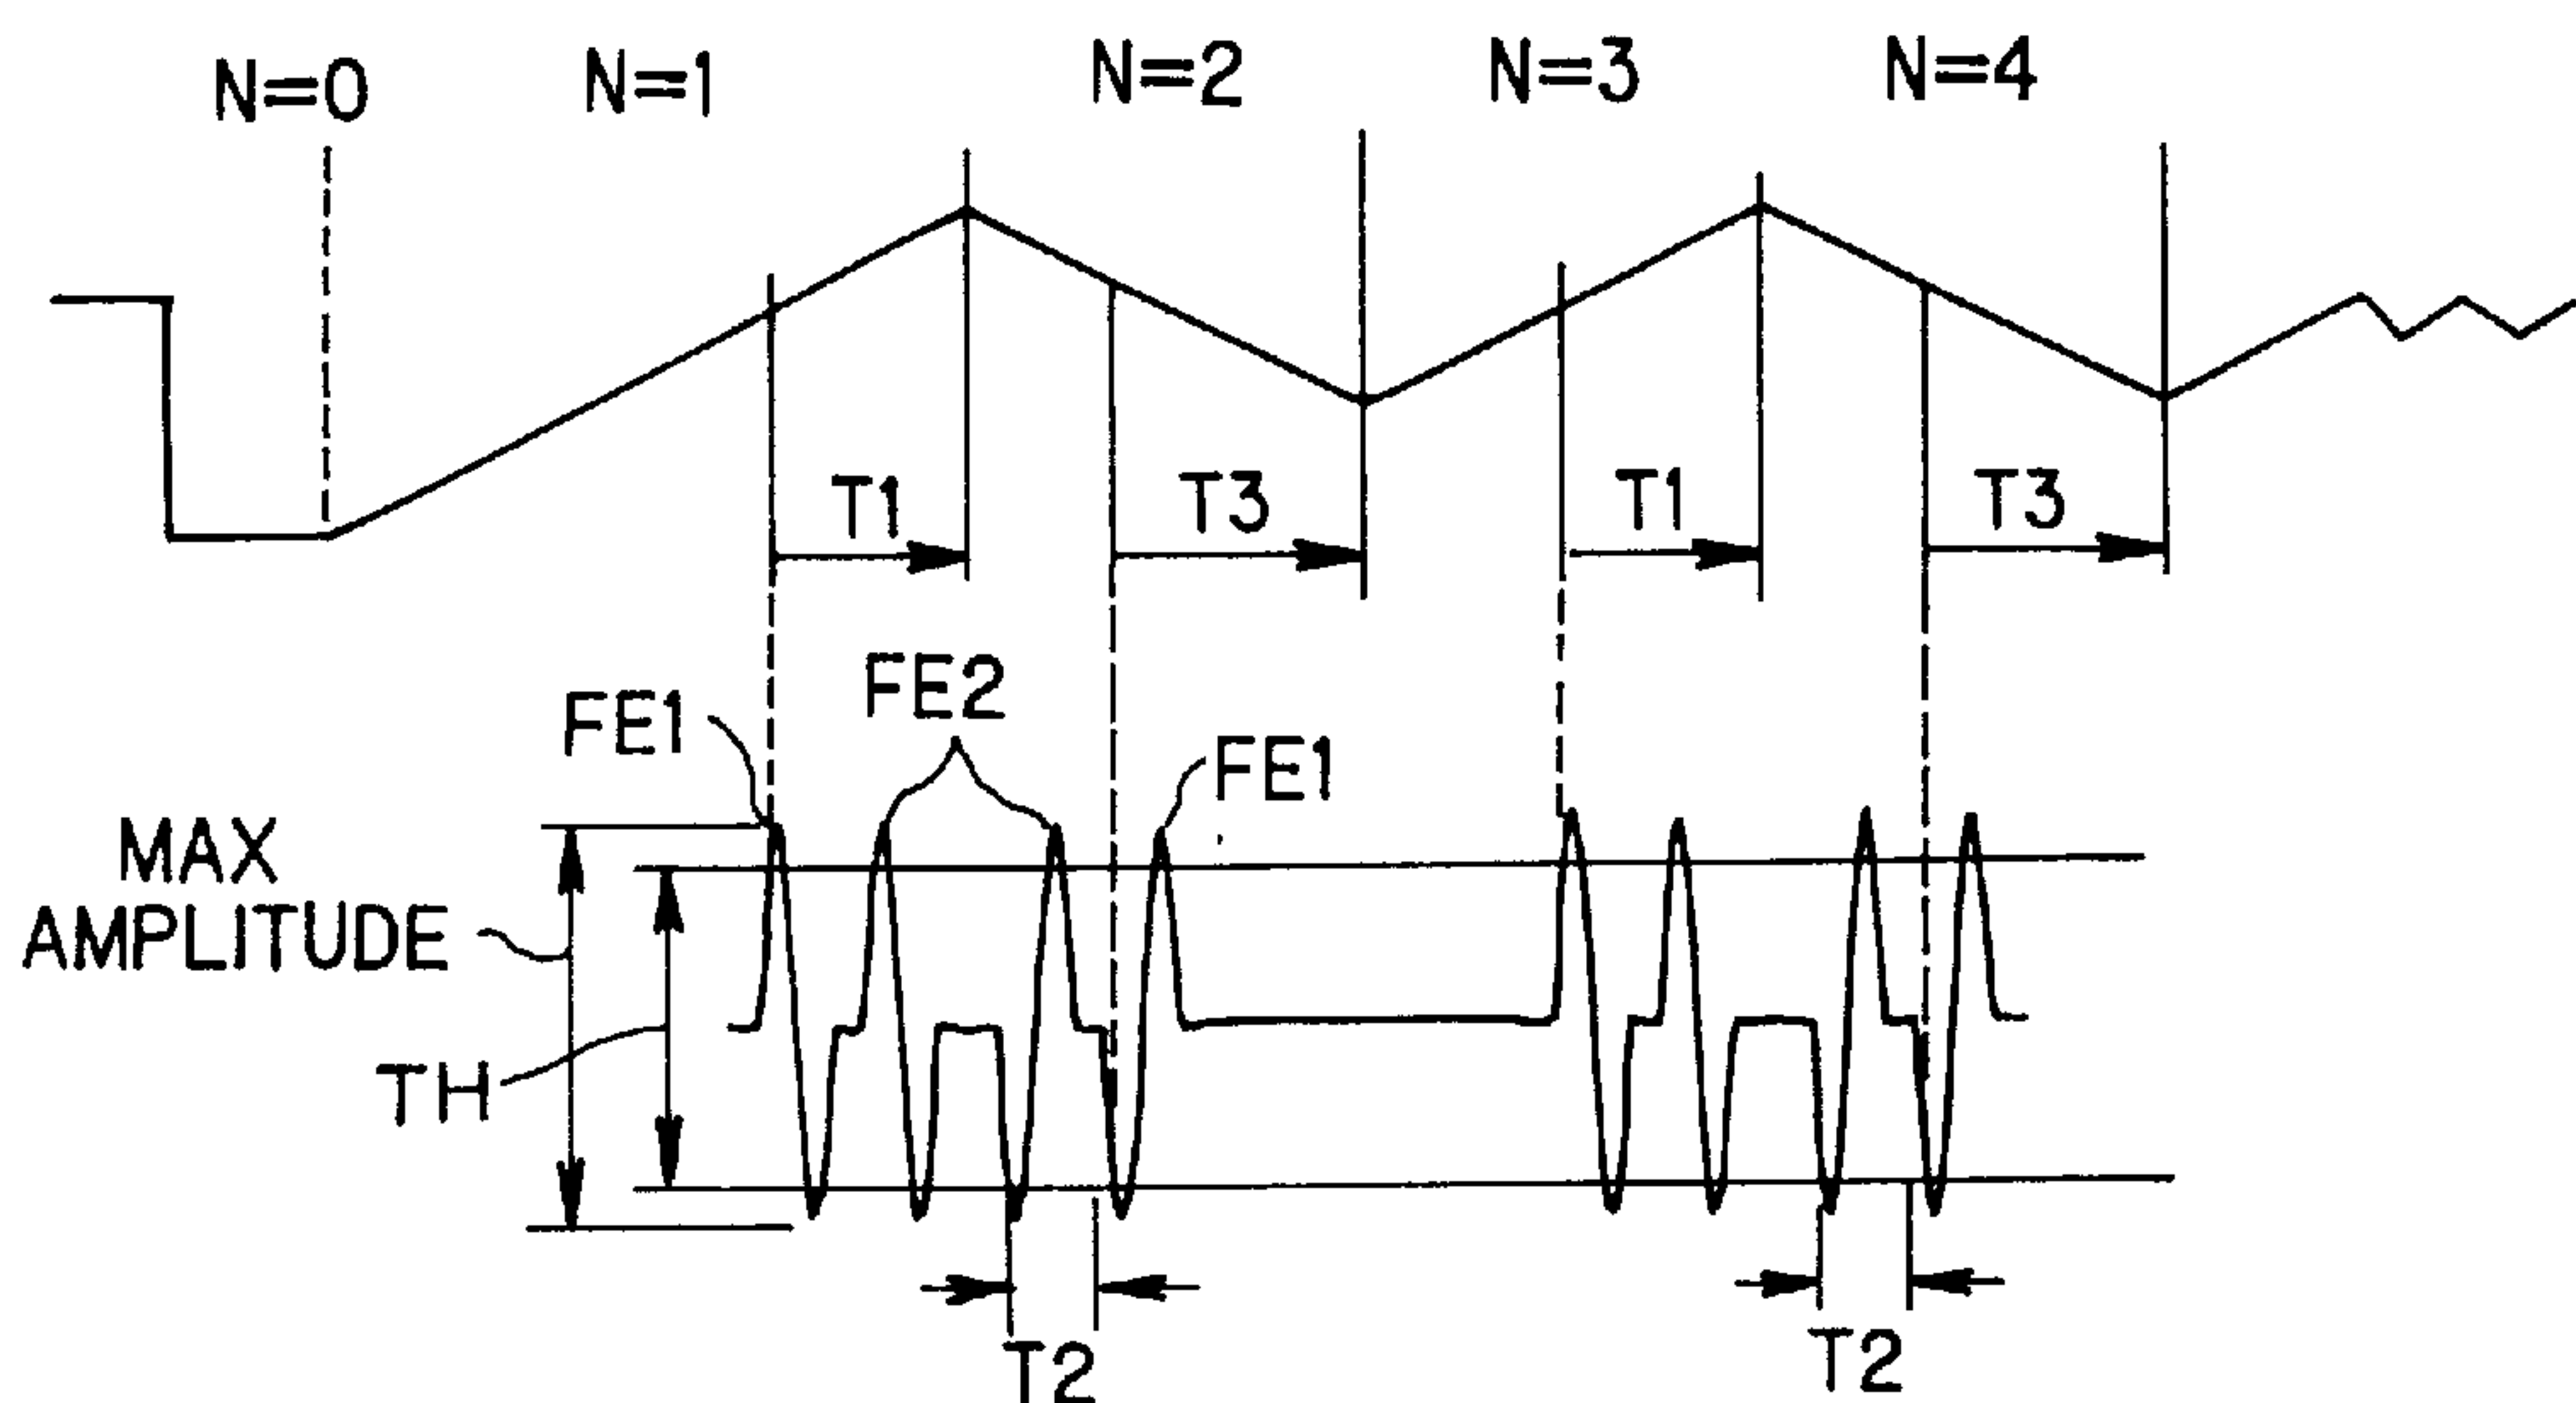 N=0
N=1
N=2
N=3
N=4
T1
T3
T1
T3
FE1
FE2
FE1
MAX
AMPLITUDE
TH
T2
T2